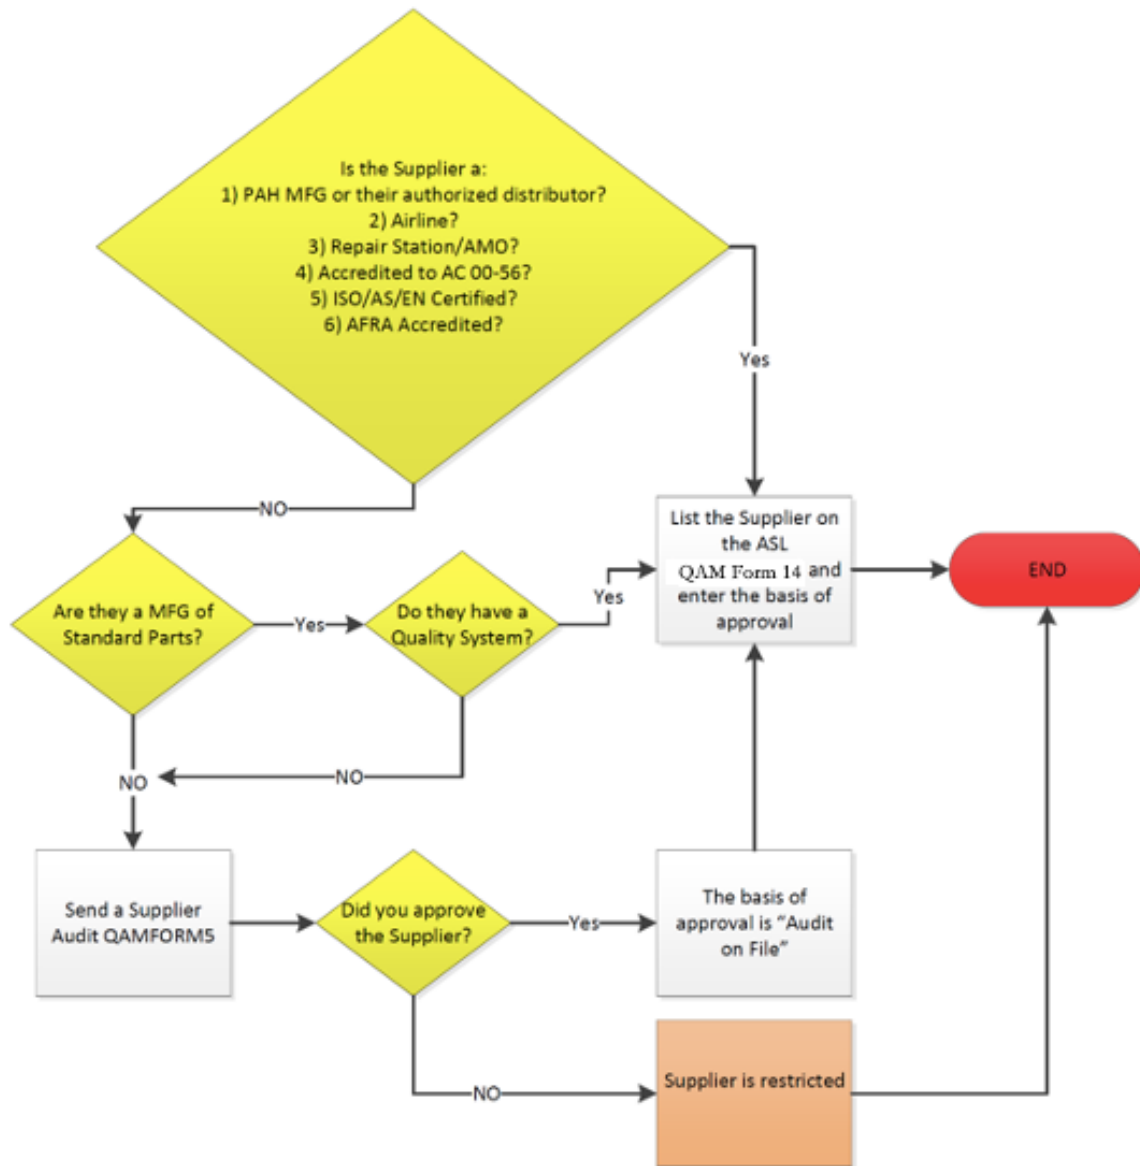 Is the Supplier a:
1) PAH MFG or their authorized distributor?
2) Airline?
3) Repair Station/AMO?
4) Accredited to AC 00-56?
5) ISO/AS/EN Certified?
6) AFRA Accredited?
Yes
NO
Are they a MFG of
Standard Parts?
Yes
Do they have a
Quality System?
Yes
List the Supplier on
the ASL
QAM Form 14 and
enter the basis of
approval
END
NO
NO
Send a Supplier
Audit QAMFORM5
Did you approve
the Supplier?
Yes
The basis of
approval is “Audit
on File”
NO
Supplier is restricted